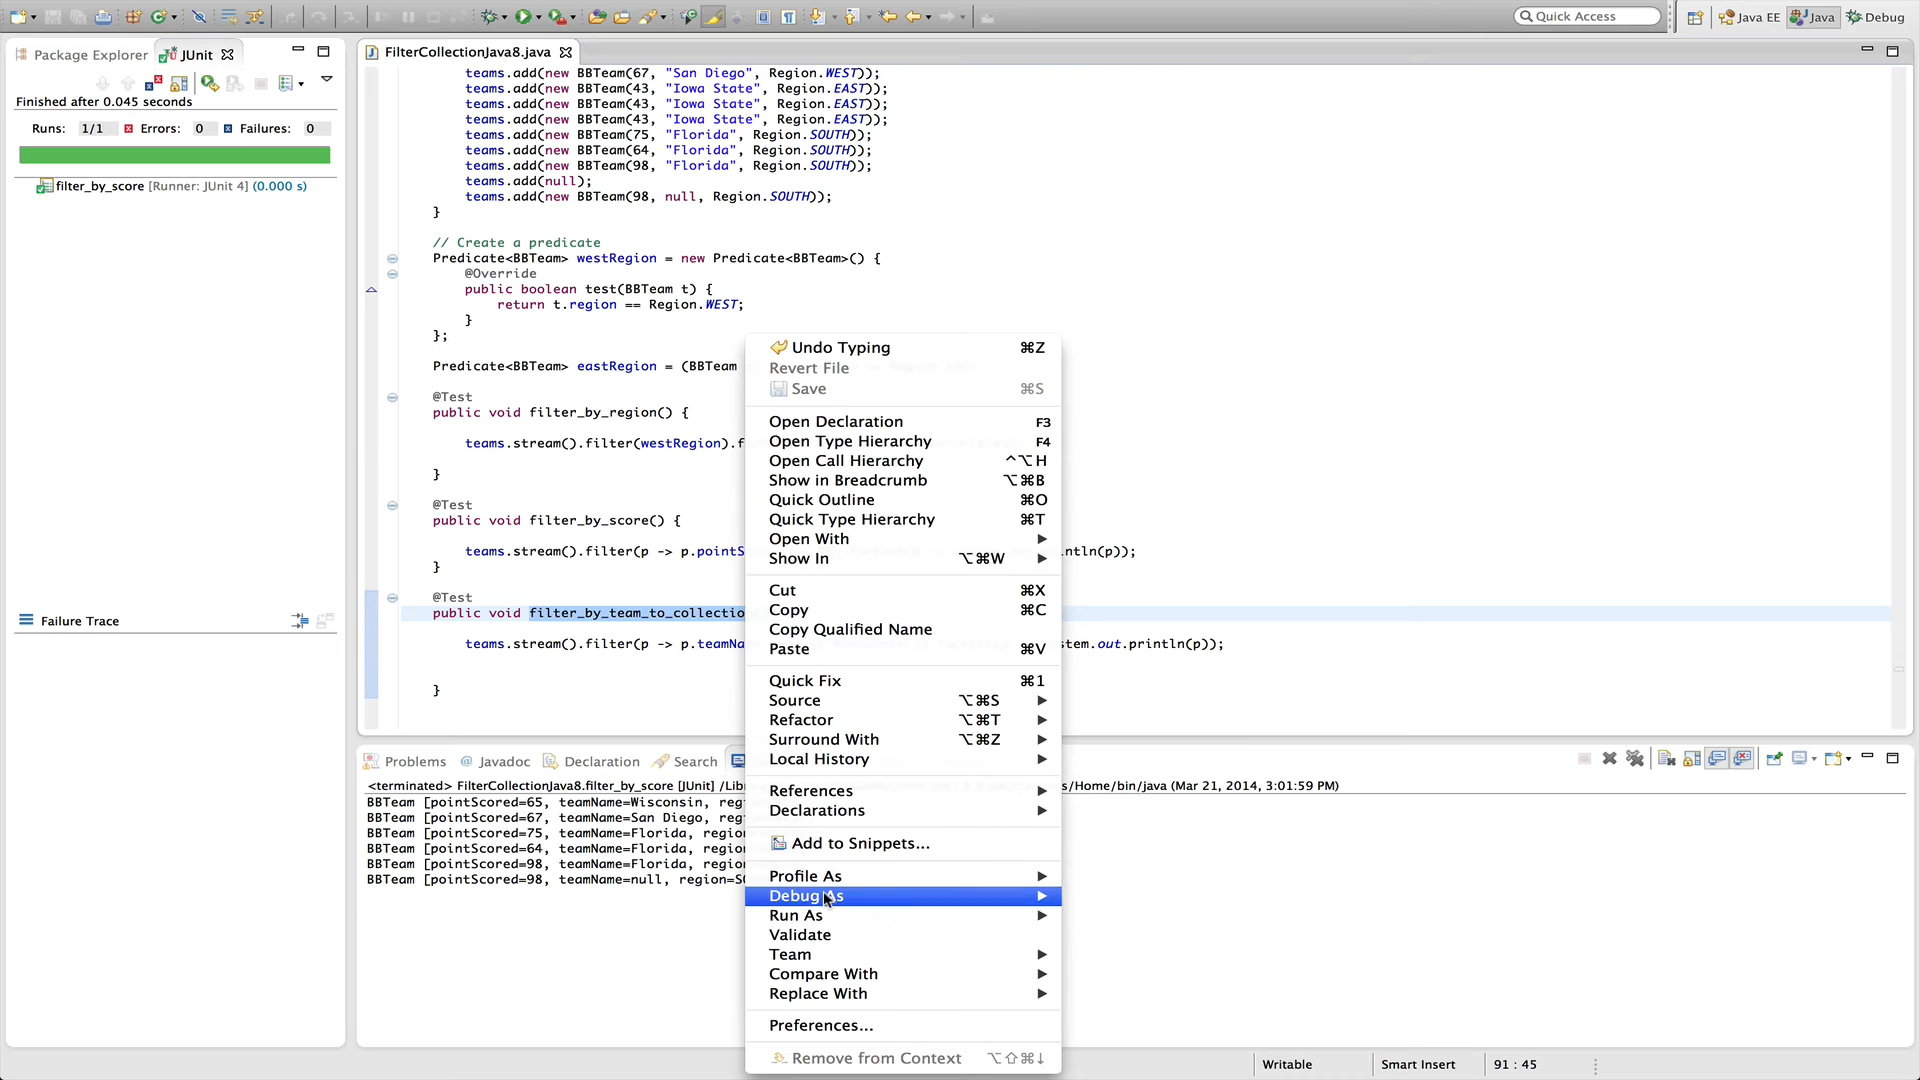 Quick Access
Java EE
Java
Debug
Package Explorer
JUnit
Finished after 0.045 seconds
Runs: 1/1
Errors: 0
Failures: 0
filter_by_score [Runner: JUnit 4] (0.000 s)
Failure Trace
FilterCollectionJava8.java
teams.add(new BBTeam(67, "San Diego", Region.WEST));
teams.add(new BBTeam(43, "Iowa State", Region.EAST));
teams.add(new BBTeam(43, "Iowa State", Region.EAST));
teams.add(new BBTeam(43, "Iowa State", Region.EAST));
teams.add(new BBTeam(75, "Florida", Region.SOUTH));
teams.add(new BBTeam(64, "Florida", Region.SOUTH));
teams.add(new BBTeam(98, "Florida", Region.SOUTH));
teams.add(null);
teams.add(new BBTeam(98, null, Region.SOUTH));
}
// Create a predicate
Predicate<BBTeam> westRegion = new Predicate<BBTeam>() {
@Override
public boolean test(BBTeam t) {
return t.region == Region.WEST;
}
};
Predicate<BBTeam> eastRegion = (BBTeam
@Test
public void filter_by_region() {
teams.stream().filter(westRegion).f
}
@Test
public void filter_by_score() {
teams.stream().filter(p -> p.pointS ntln(p));
}
@Test
public void filter_by_team_to_collectio
teams.stream().filter(p -> p.teamNa stem.out.println(p));
}
Undo Typing ⌘Z
Revert File
Save ⌘S
Open Declaration F3
Open Type Hierarchy F4
Open Call Hierarchy ^⌥H
Show in Breadcrumb ⌥⌘B
Quick Outline ⌘O
Quick Type Hierarchy ⌘T
Open With
Show In ⌥⌘W
Cut ⌘X
Copy ⌘C
Copy Qualified Name
Paste ⌘V
Quick Fix ⌘1
Source ⌥⌘S
Refactor ⌥⌘T
Surround With ⌥⌘Z
Local History
References
Declarations
Add to Snippets...
Profile As
Debug As
Run As
Validate
Team
Compare With
Replace With
Preferences...
Remove from Context ⌥⇧⌘↓
Problems
@ Javadoc
Declaration
Search
<terminated> FilterCollectionJava8.filter_by_score [JUnit] /Libr s/Home/bin/java (Mar 21, 2014, 3:01:59 PM)
BBTeam [pointScored=65, teamName=Wisconsin, reg
BBTeam [pointScored=67, teamName=San Diego, reg
BBTeam [pointScored=75, teamName=Florida, regio
BBTeam [pointScored=64, teamName=Florida, regio
BBTeam [pointScored=98, teamName=Florida, regio
BBTeam [pointScored=98, teamName=null, region=SO
Writable
Smart Insert
91 : 45